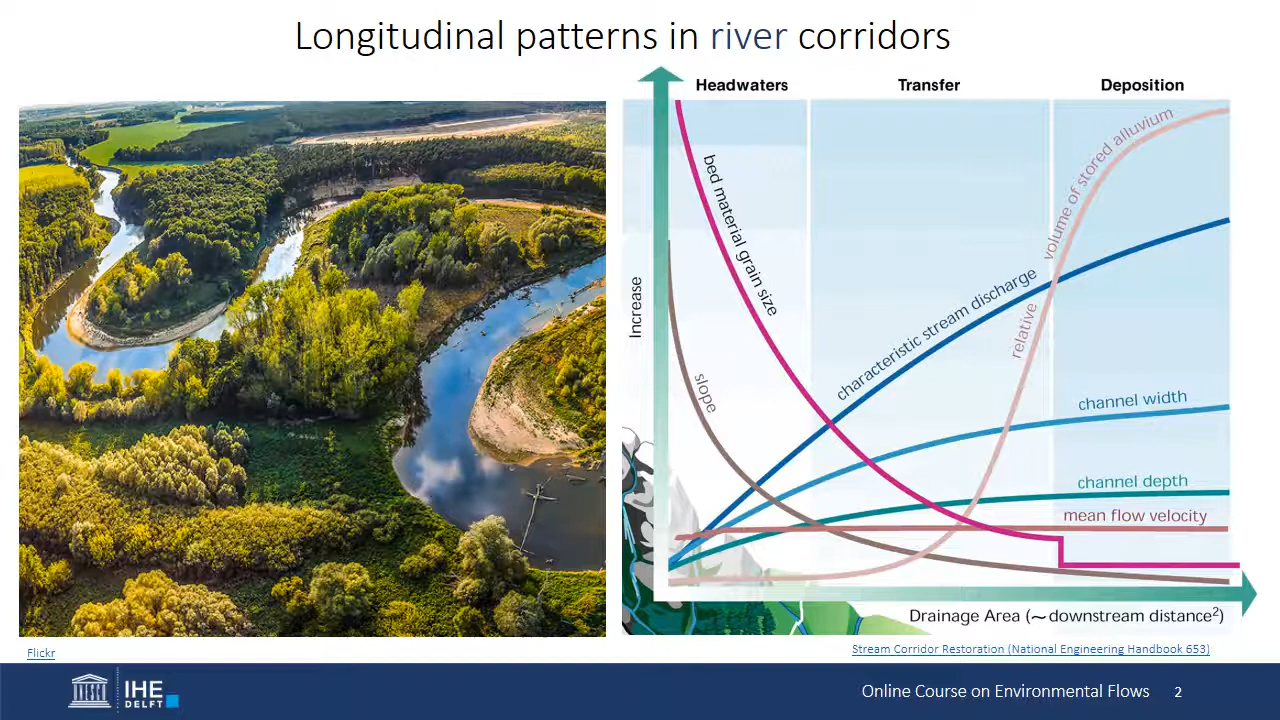 Longitudinal patterns in river corridors
Headwaters
Transfer
Deposition
Increase
bed material grain size
slope
characteristic stream discharge
relative volume of stored alluvium
channel width
channel depth
mean flow velocity
Drainage Area (~downstream distance²)
Flickr
Stream Corridor Restoration (National Engineering Handbook 653)
UNESCO
IHE
DELFT
Online Course on Environmental Flows
2